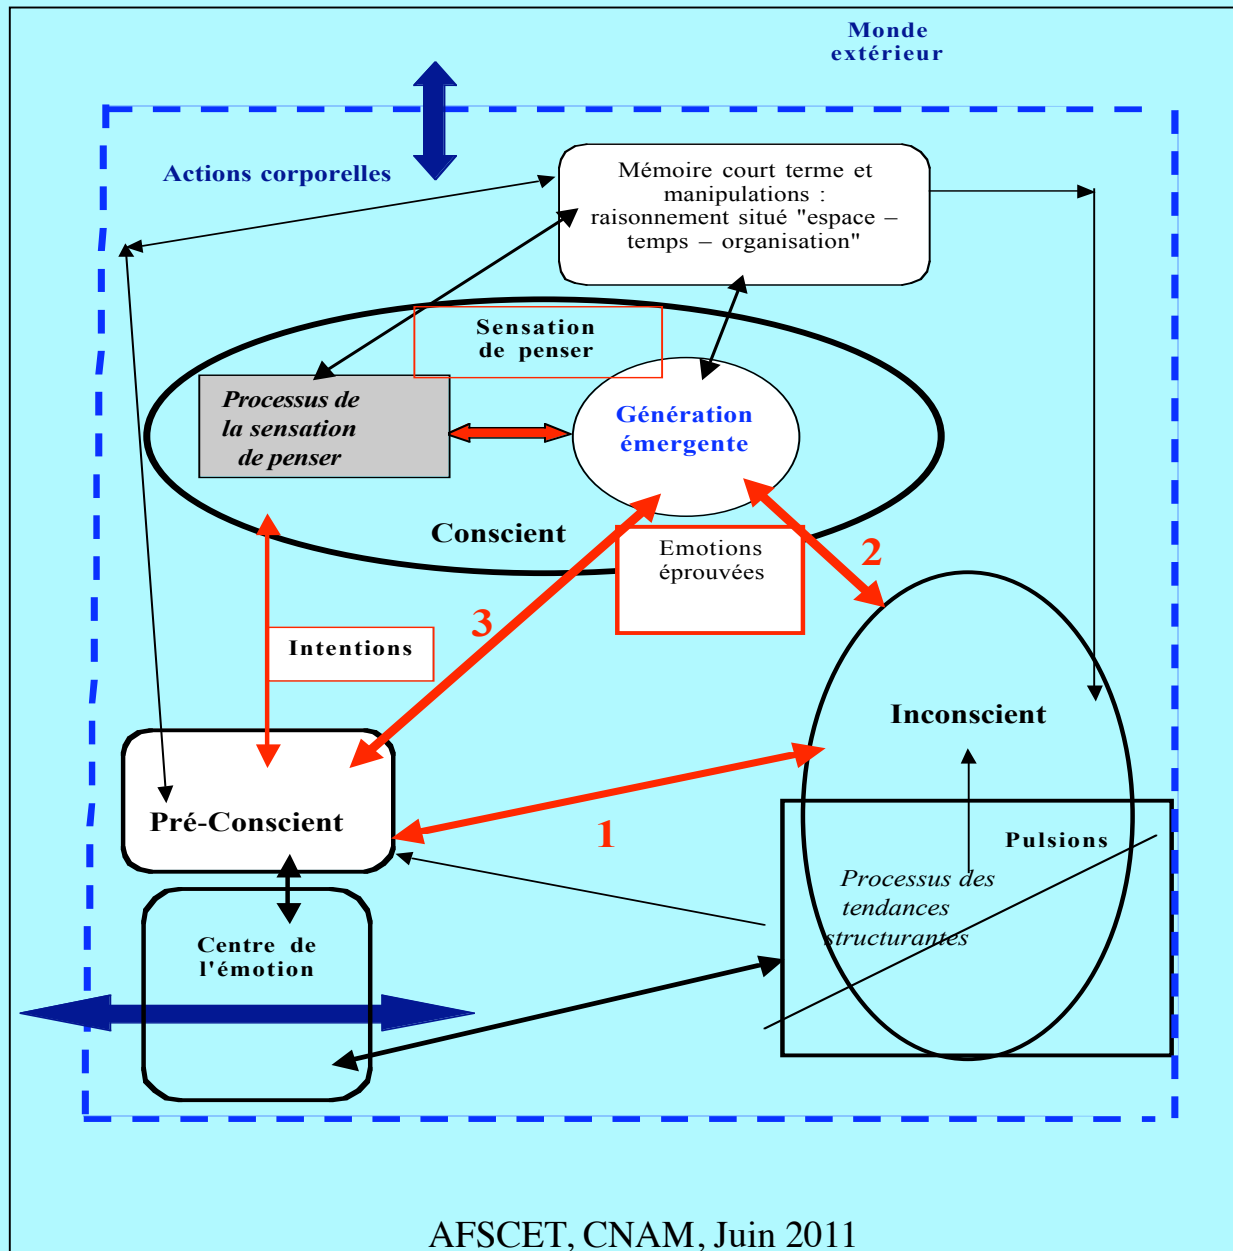 Monde
extérieur
Actions corporelles
Mémoire court terme et
manipulations :
raisonnement situé "espace –
temps – organisation"
Sensation
de penser
Processus de
la sensation
de penser
Génération
émergente
Conscient
Emotions
éprouvées
2
3
Intentions
Inconscient
Pré-Conscient
1
Pulsions
Processus des
tendances
structurantes
Centre de
l'émotion
AFSCET, CNAM, Juin 2011